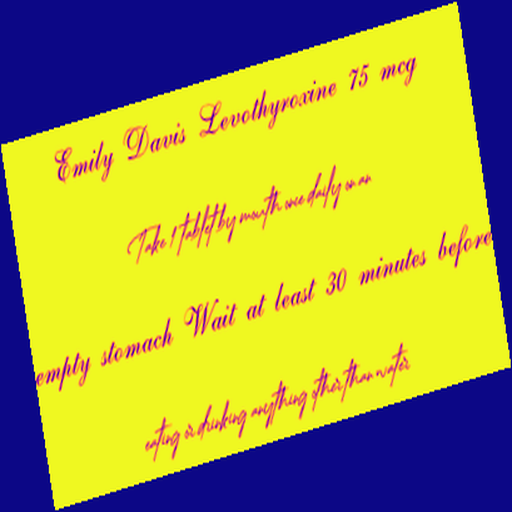 Emily Davis Levothyroxine 75 mcg
Take 1 tablet by mouth once daily on an
empty stomach Wait at least 30 minutes before
eating or drinking anything other than water